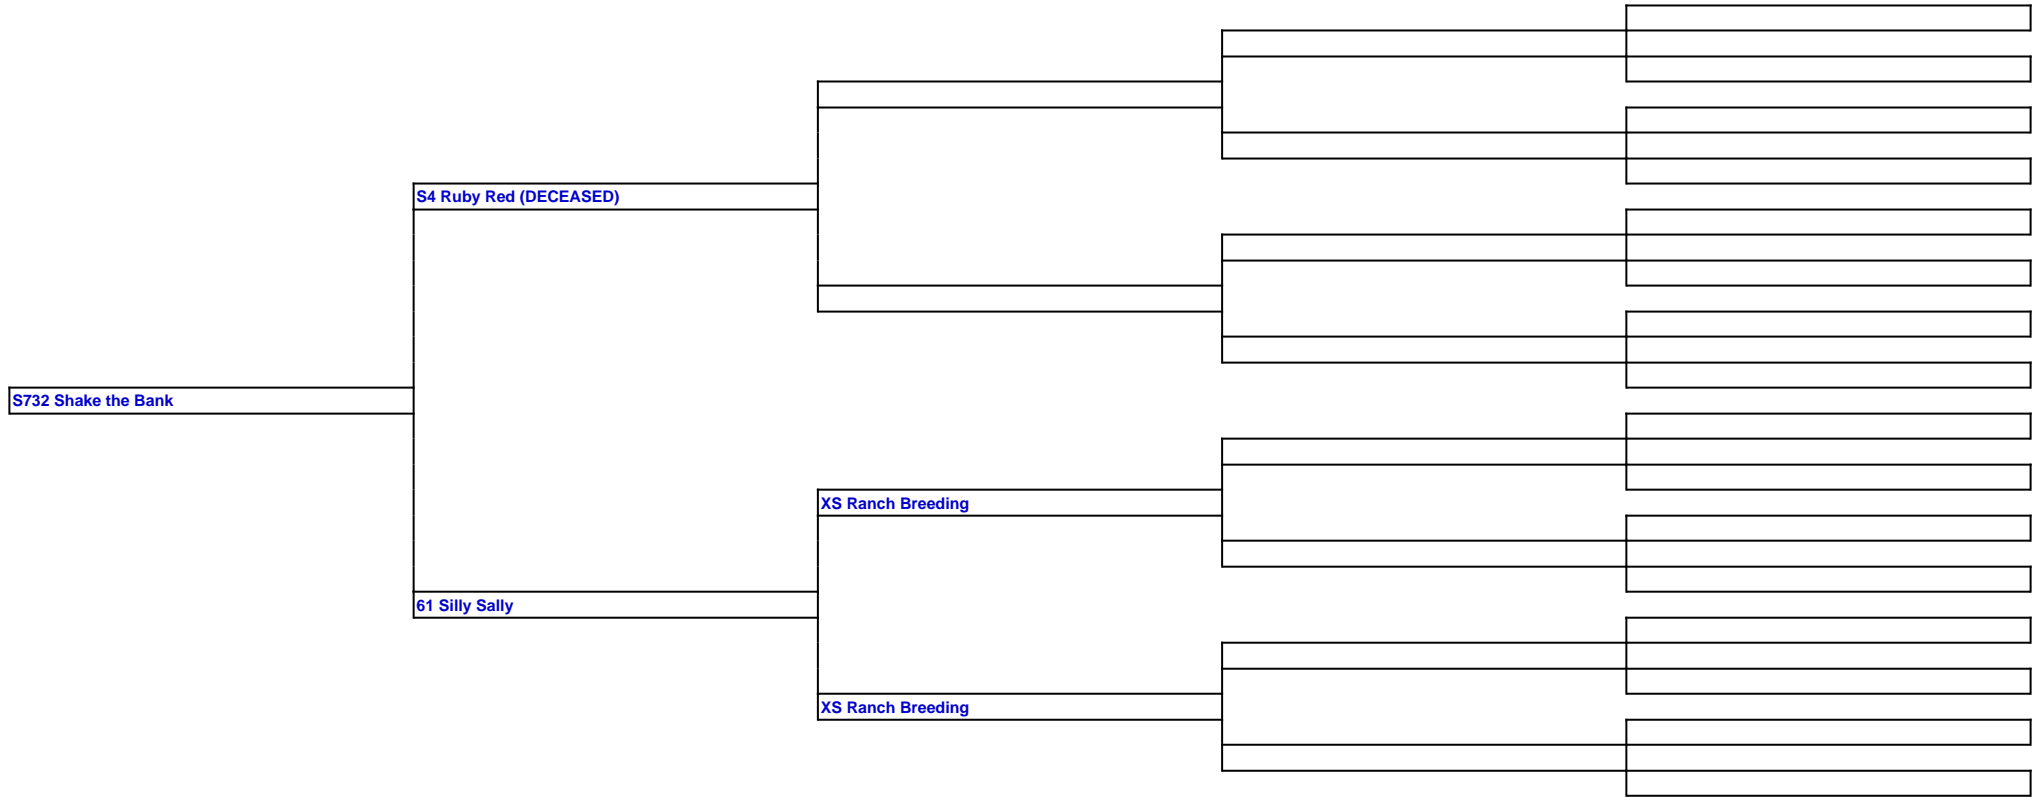 S4 Ruby Red (DECEASED)
S732 Shake the Bank
XS Ranch Breeding
61 Silly Sally
XS Ranch Breeding